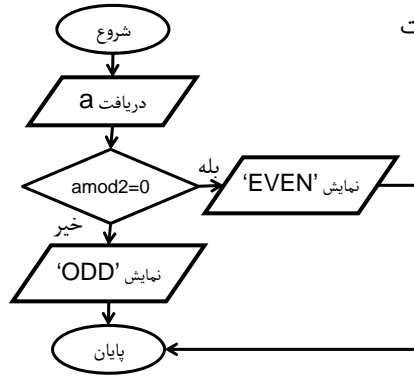 ت
شروع
دریافت a
amod2=0
بله
نمایش 'EVEN'
خیر
نمایش 'ODD'
پایان